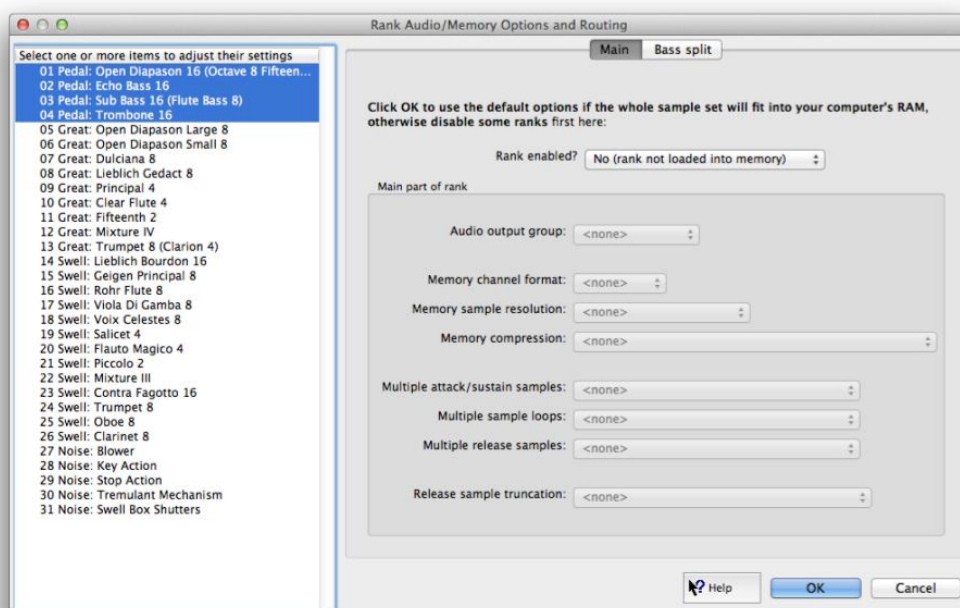 Rank Audio/Memory Options and Routing
Select one or more items to adjust their settings
01 Pedal: Open Diapason 16 (Octave 8 Fifteen...
02 Pedal: Echo Bass 16
03 Pedal: Sub Bass 16 (Flute Bass 8)
04 Pedal: Trombone 16
05 Great: Open Diapason Large 8
06 Great: Open Diapason Small 8
07 Great: Dulciana 8
08 Great: Lieblich Gedact 8
09 Great: Principal 4
10 Great: Clear Flute 4
11 Great: Fifteenth 2
12 Great: Mixture IV
13 Great: Trumpet 8 (Clarion 4)
14 Swell: Lieblich Bourdon 16
15 Swell: Geigen Principal 8
16 Swell: Rohr Flute 8
17 Swell: Viola Di Gamba 8
18 Swell: Voix Celestes 8
19 Swell: Salicet 4
20 Swell: Flauto Magico 4
21 Swell: Piccolo 2
22 Swell: Mixture III
23 Swell: Contra Fagotto 16
24 Swell: Trumpet 8
25 Swell: Oboe 8
26 Swell: Clarinet 8
27 Noise: Blower
28 Noise: Key Action
29 Noise: Stop Action
30 Noise: Tremulant Mechanism
31 Noise: Swell Box Shutters
Main Bass split
Click OK to use the default options if the whole sample set will fit into your computer's RAM,
otherwise disable some ranks first here:
Rank enabled? No (rank not loaded into memory)
Main part of rank
Audio output group: <none>
Memory channel format: <none>
Memory sample resolution: <none>
Memory compression: <none>
Multiple attack/sustain samples: <none>
Multiple sample loops: <none>
Multiple release samples: <none>
Release sample truncation: <none>
? Help OK Cancel